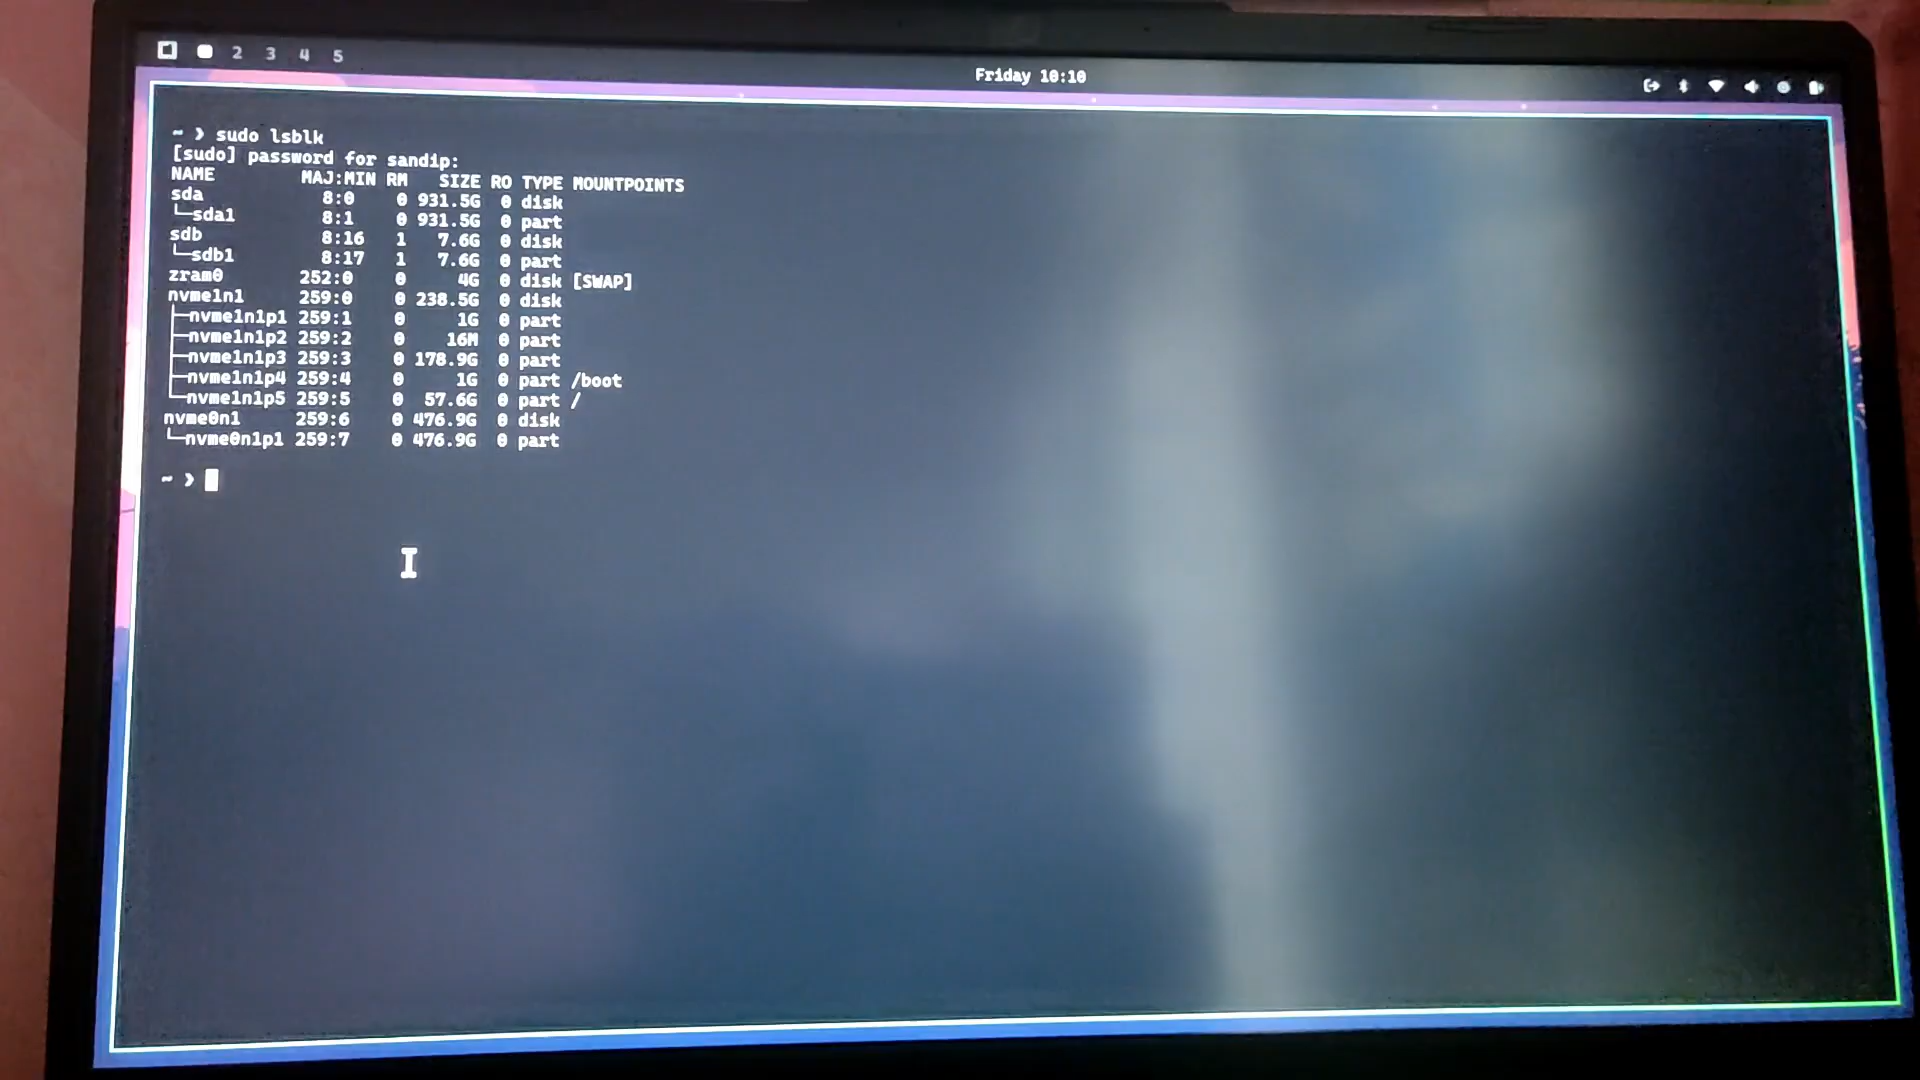 2 3 4 5
Friday 10:10
~ ❯ sudo lsblk
[sudo] password for sandip:
NAME MAJ:MIN RM SIZE RO TYPE MOUNTPOINTS
sda 8:0 0 931.5G 0 disk
└─sda1 8:1 0 931.5G 0 part
sdb 8:16 1 7.6G 0 disk
└─sdb1 8:17 1 7.6G 0 part
zram0 252:0 0 4G 0 disk [SWAP]
nvme1n1 259:0 0 238.5G 0 disk
├─nvme1n1p1 259:1 0 1G 0 part
├─nvme1n1p2 259:2 0 16M 0 part
├─nvme1n1p3 259:3 0 178.9G 0 part
├─nvme1n1p4 259:4 0 1G 0 part /boot
└─nvme1n1p5 259:5 0 57.6G 0 part /
nvme0n1 259:6 0 476.9G 0 disk
└─nvme0n1p1 259:7 0 476.9G 0 part
~ ❯